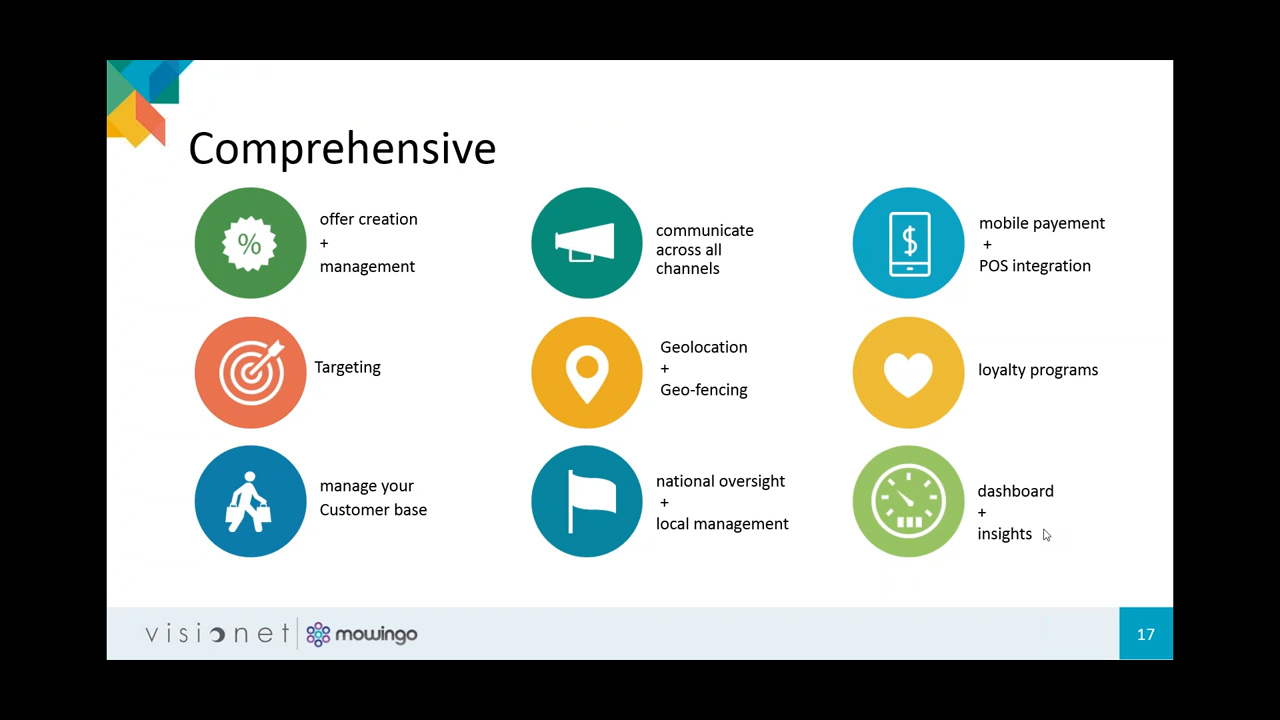 Comprehensive
%
offer creation
+
management
communicate
across all
channels
$
mobile payement
+
POS integration
Targeting
Geolocation
+
Geo-fencing
loyalty programs
manage your
Customer base
national oversight
+
local management
dashboard
+
insights
visionet
mowingo
17